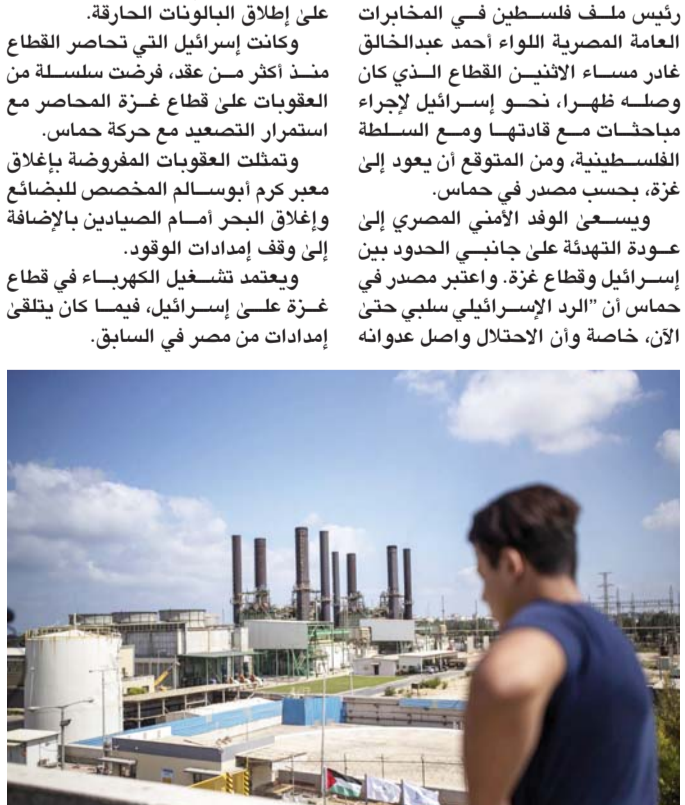 رئيس ملف فلسطين في المخابرات
العامة المصرية اللواء أحمد عبدالخالق
غادر مساء الاثنين القطاع الذي كان
وصله ظهرا، نحو إسرائيل لإجراء
مباحثات مع قادتها ومع السلطة
الفلسطينية، ومن المتوقع أن يعود إلىٰ
غزة، بحسب مصدر في حماس.
ويسعىٰ الوفد الأمني المصري إلىٰ
عودة التهدئة علىٰ جانبي الحدود بين
إسرائيل وقطاع غزة. واعتبر مصدر في
حماس أن ”الرد الإسرائيلي سلبي حتىٰ
الآن، خاصة وأن الاحتلال واصل عدوانه
علىٰ إطلاق البالونات الحارقة.
وكانت إسرائيل التي تحاصر القطاع
منذ أكثر من عقد، فرضت سلسلة من
العقوبات علىٰ قطاع غزة المحاصر مع
استمرار التصعيد مع حركة حماس.
وتمثلت العقوبات المفروضة بإغلاق
معبر كرم أبوسالم المخصص للبضائع
وإغلاق البحر أمام الصيادين بالإضافة
إلىٰ وقف إمدادات الوقود.
ويعتمد تشغيل الكهرباء في قطاع
غزة علىٰ إسرائيل، فيما كان يتلقىٰ
إمدادات من مصر في السابق.